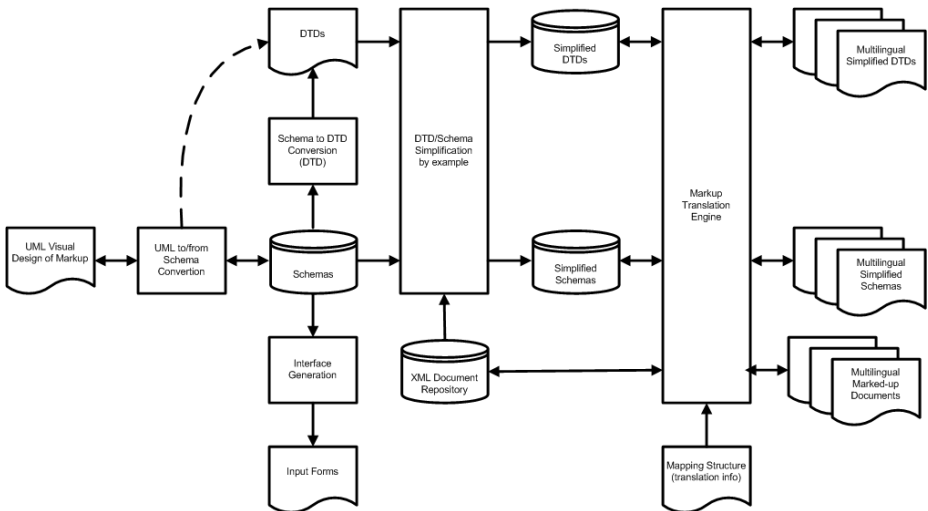 DTDs
Simplified
DTDs
Multilingual
Simplified DTDs
Schema to DTD
Conversion
(DTD)
DTD/Schema
Simplification
by example
Markup
Translation
Engine
UML Visual
Design of Markup
UML to/from
Schema
Convertion
Schemas
Simplified
Schemas
Multilingual
Simplified
Schemas
Interface
Generation
XML Document
Repository
Multilingual
Marked-up
Documents
Input Forms
Mapping Structure
(translation info)